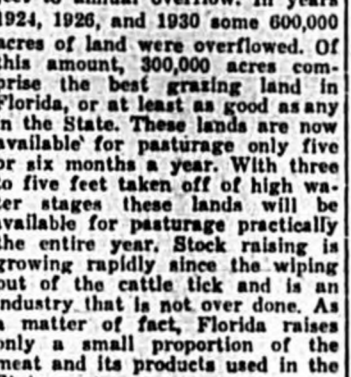 to annual overflow. In years
1924, 1926, and 1930 some 600,000
acres of land were overflowed. Of
this amount, 300,000 acres com-
prise the best grazing land in
Florida, or at least as good as any
in the State. These lands are now
available for pasturage only five
or six months a year. With three
to five feet taken off of high wa-
ter stages these lands will be
available for pasturage practically
the entire year. Stock raising is
growing rapidly since the wiping
out of the cattle tick and is an
industry that is not over done. As
a matter of fact, Florida raises
only a small proportion of the
meat and its products used in the